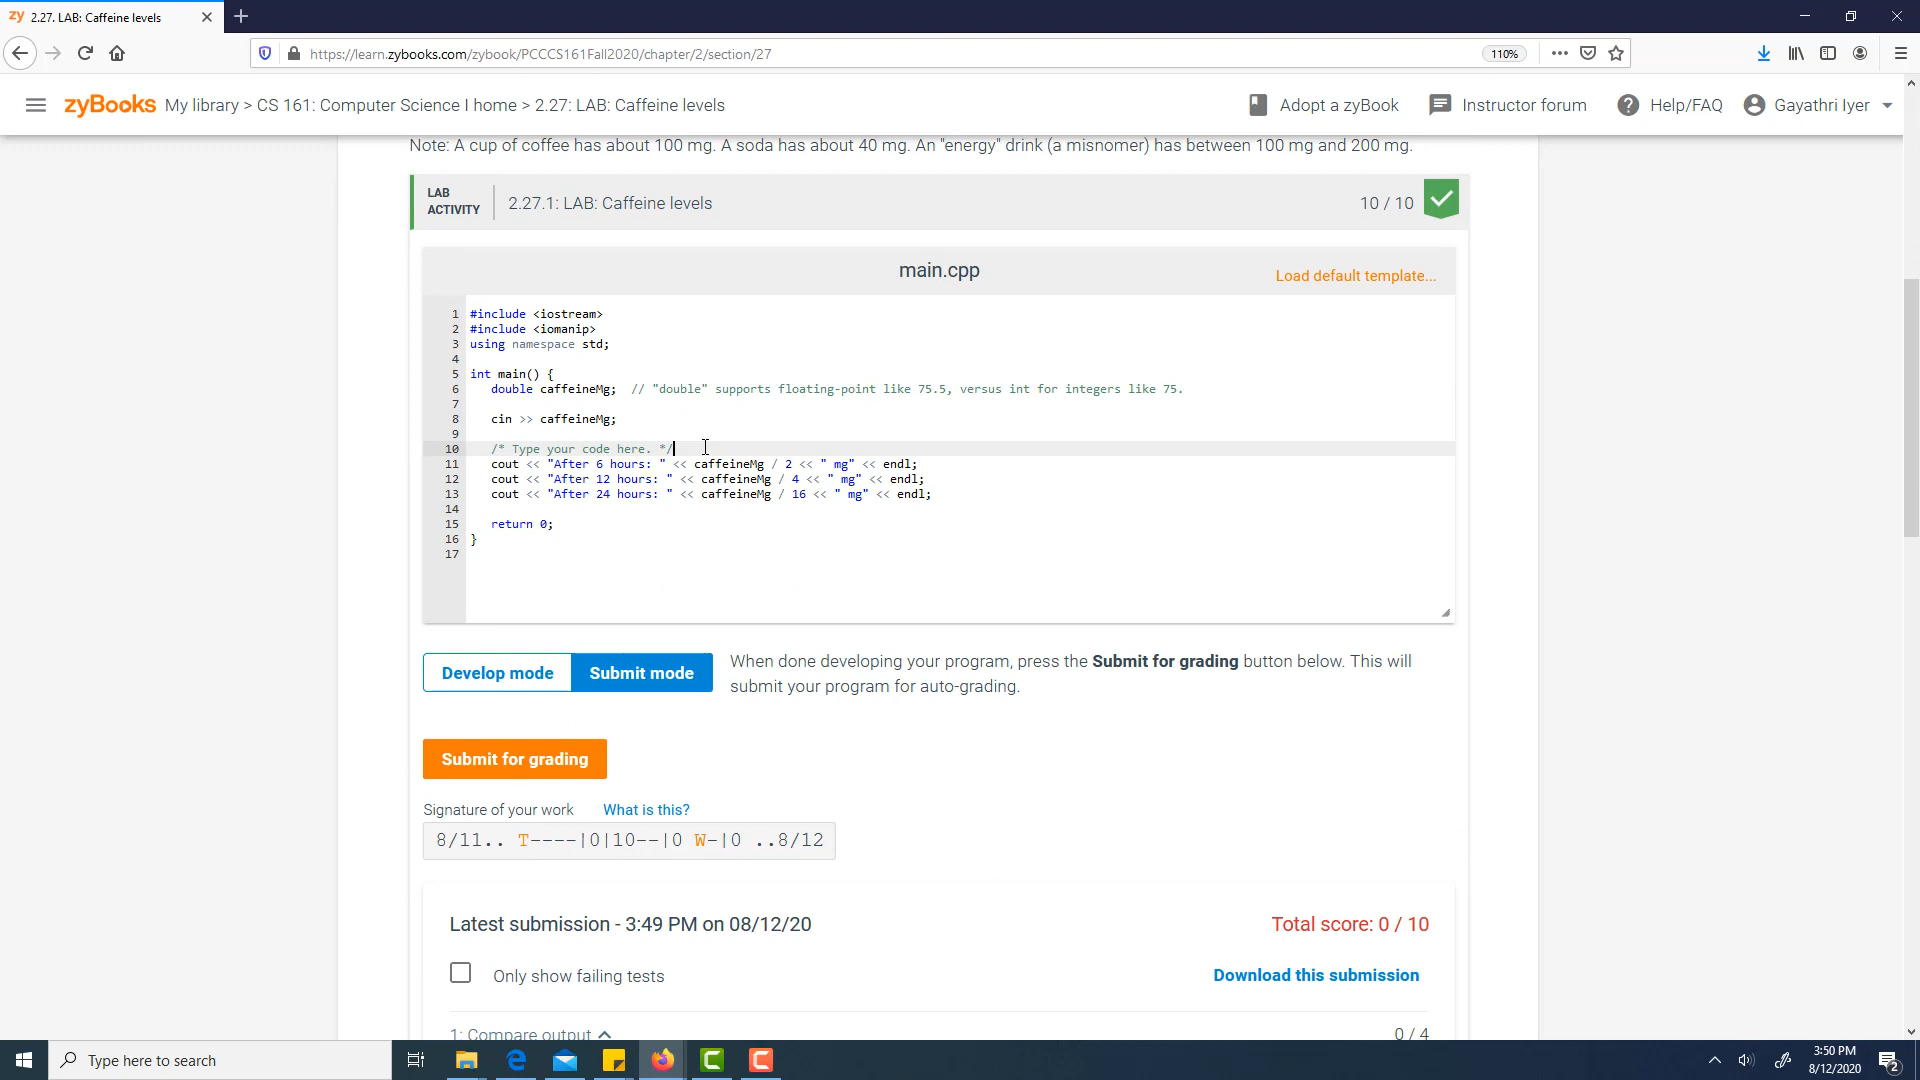 zy 2.27. LAB: Caffeine levels
https://learn.zybooks.com/zybook/PCCCS161Fall2020/chapter/2/section/27
110%
zyBooks My library > CS 161: Computer Science I home > 2.27: LAB: Caffeine levels
Adopt a zyBook
Instructor forum
Help/FAQ
Gayathri Iyer
Note: A cup of coffee has about 100 mg. A soda has about 40 mg. An "energy" drink (a misnomer) has between 100 mg and 200 mg.
LAB
ACTIVITY
2.27.1: LAB: Caffeine levels
10 / 10
main.cpp
Load default template...
1 #include <iostream>
2 #include <iomanip>
3 using namespace std;
4
5 int main() {
6 double caffeineMg; // "double" supports floating-point like 75.5, versus int for integers like 75.
7
8 cin >> caffeineMg;
9
10 /* Type your code here. */
11 cout << "After 6 hours: " << caffeineMg / 2 << " mg" << endl;
12 cout << "After 12 hours: " << caffeineMg / 4 << " mg" << endl;
13 cout << "After 24 hours: " << caffeineMg / 16 << " mg" << endl;
14
15 return 0;
16 }
17
Develop mode
Submit mode
When done developing your program, press the Submit for grading button below. This will
submit your program for auto-grading.
Submit for grading
Signature of your work What is this?
8/11.. T----|0|10--|0 W-|0 ..8/12
Latest submission - 3:49 PM on 08/12/20
Total score: 0 / 10
Only show failing tests
Download this submission
1: Compare output
0 / 4
Type here to search
3:50 PM
8/12/2020
2